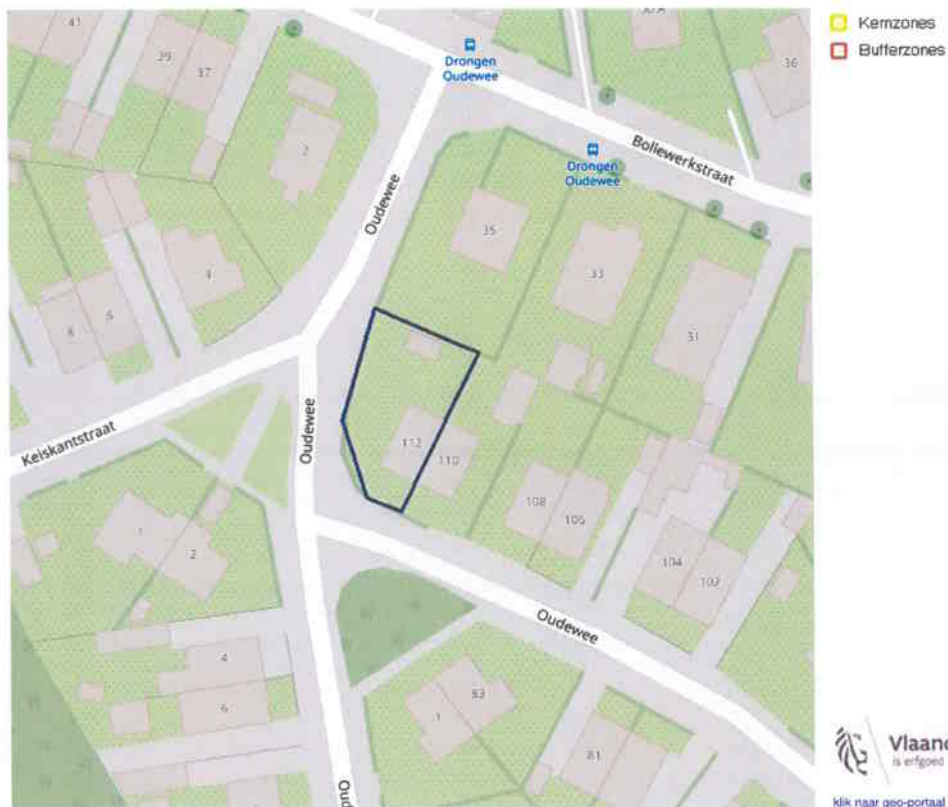 Kernzones
Bufferzones
41
39
37
2
Drongen
Oudewee
36
Drongen
Oudewee
Bollewerkstraat
Oudewee
35
33
31
8
6
Keiskantstraat
Oudewee
112
110
108
106
104
102
1
2
4
6
Oudewee
1
83
81
Vlaand
is erfgoed
klik naar geo-portaal